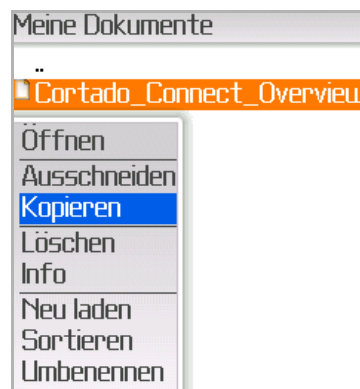 Meine Dokumente
..
Cortado_Connect_Overview
Öffnen
Ausschneiden
Kopieren
Löschen
Info
Neu laden
Sortieren
Umbenennen